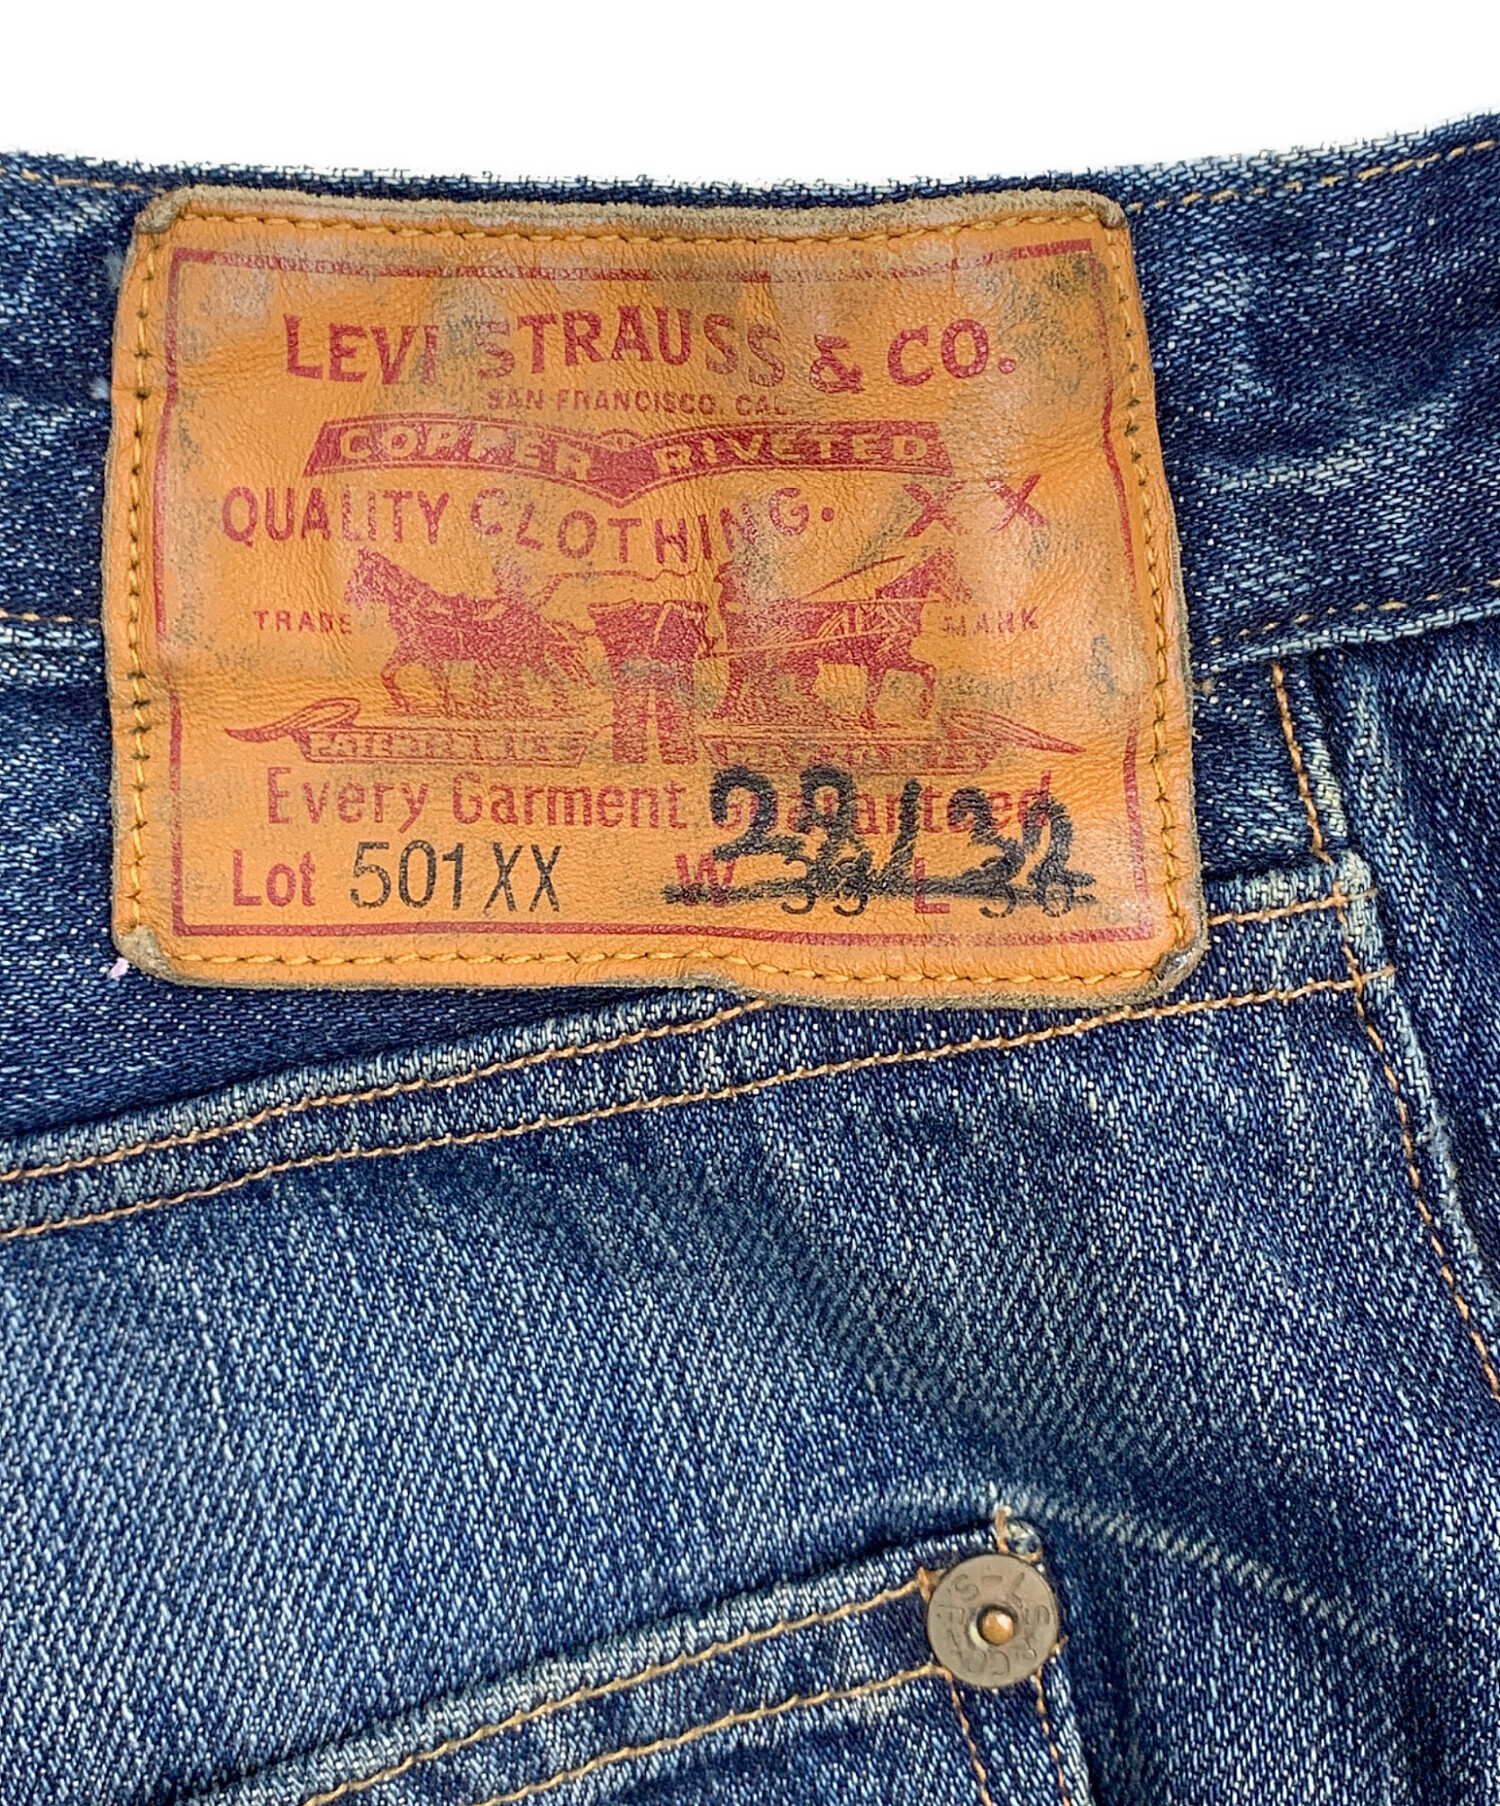 LEVI STRAUSS & CO.
SAN FRANCISCO. CAL.
COPPER RIVETED
QUALITY CLOTHING. XX
TRADE MARK
Every Garment Guaranteed
Lot 501XX W L